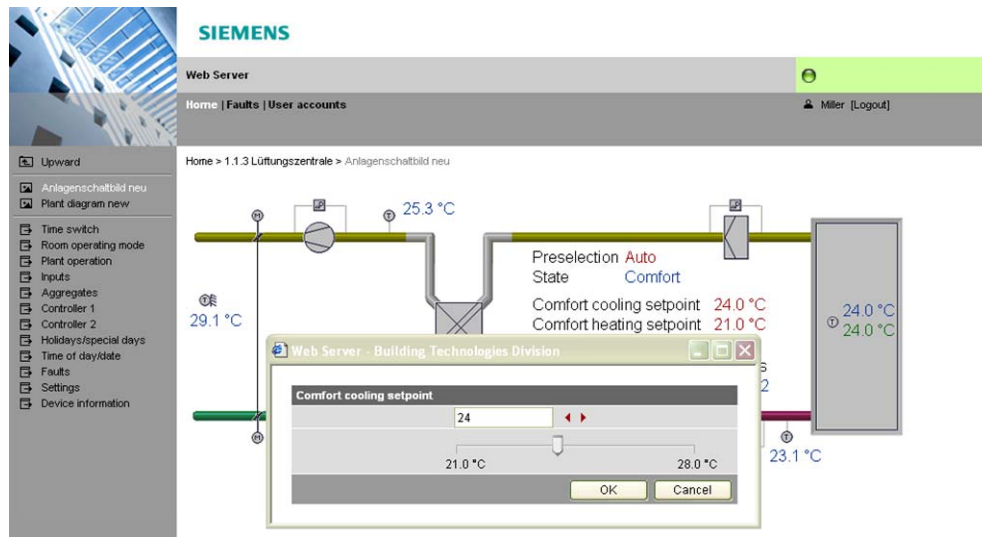 SIEMENS
Web Server
Home | Faults | User accounts
Miller [Logout]
Upward
Home > 1.1.3 Lüftungszentrale > Anlagenschaltbild neu
Anlagenschaltbild neu
Plant diagram new
Time switch
Room operating mode
Plant operation
Inputs
Aggregates
Controller 1
Controller 2
Holidays/special days
Time of day/date
Faults
Settings
Device information
M
T
25.3 °C
Preselection Auto
State Comfort
Comfort cooling setpoint 24.0 °C
Comfort heating setpoint 21.0 °C
T
29.1 °C
T
24.0 °C
24.0 °C
s
2
M
T
23.1 °C
Web Server - Building Technologies Division
Comfort cooling setpoint
24
21.0 °C 28.0 °C
OK Cancel